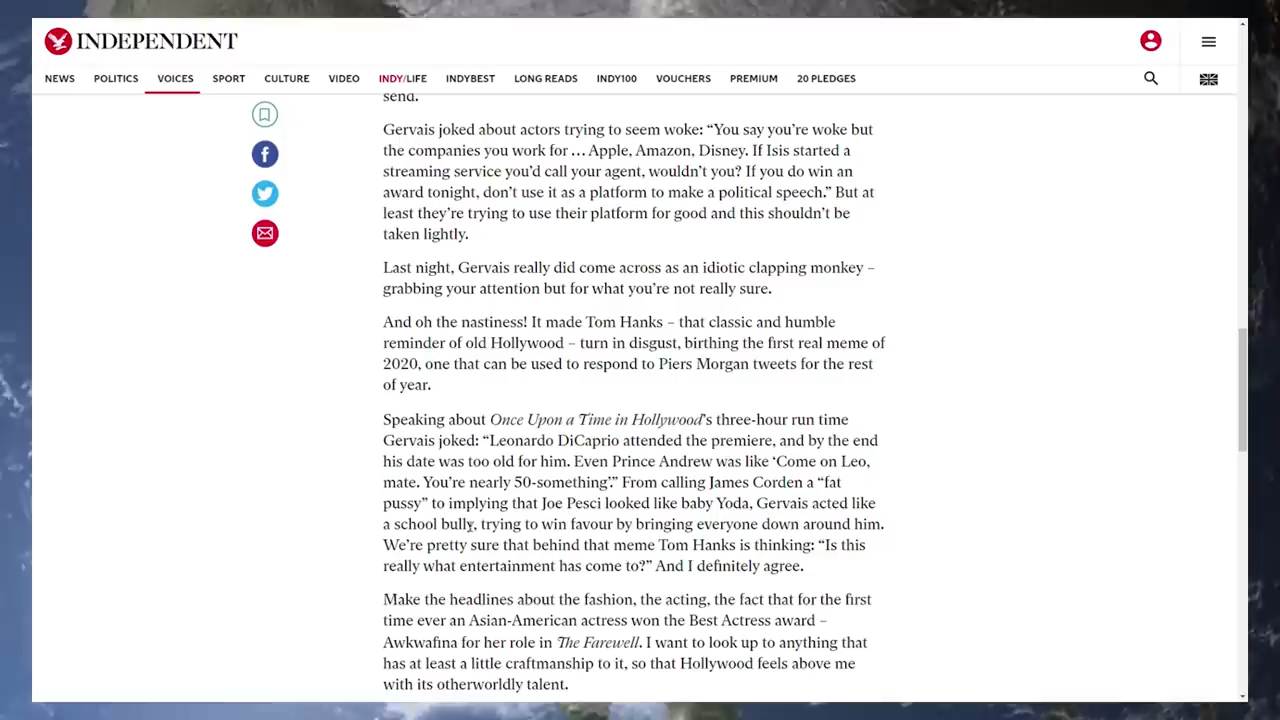 INDEPENDENT
NEWS POLITICS VOICES SPORT CULTURE VIDEO INDY/LIFE INDYBEST LONG READS INDY100 VOUCHERS PREMIUM 20 PLEDGES
send.
Gervais joked about actors trying to seem woke: “You say you’re woke but
the companies you work for … Apple, Amazon, Disney. If Isis started a
streaming service you’d call your agent, wouldn’t you? If you do win an
award tonight, don’t use it as a platform to make a political speech.” But at
least they’re trying to use their platform for good and this shouldn’t be
taken lightly.
Last night, Gervais really did come across as an idiotic clapping monkey –
grabbing your attention but for what you’re not really sure.
And oh the nastiness! It made Tom Hanks – that classic and humble
reminder of old Hollywood – turn in disgust, birthing the first real meme of
2020, one that can be used to respond to Piers Morgan tweets for the rest
of year.
Speaking about Once Upon a Time in Hollywood’s three-hour run time
Gervais joked: “Leonardo DiCaprio attended the premiere, and by the end
his date was too old for him. Even Prince Andrew was like ‘Come on Leo,
mate. You’re nearly 50-something’.” From calling James Corden a “fat
pussy” to implying that Joe Pesci looked like baby Yoda, Gervais acted like
a school bully, trying to win favour by bringing everyone down around him.
We’re pretty sure that behind that meme Tom Hanks is thinking: “Is this
really what entertainment has come to?” And I definitely agree.
Make the headlines about the fashion, the acting, the fact that for the first
time ever an Asian-American actress won the Best Actress award –
Awkwafina for her role in The Farewell. I want to look up to anything that
has at least a little craftmanship to it, so that Hollywood feels above me
with its otherworldly talent.